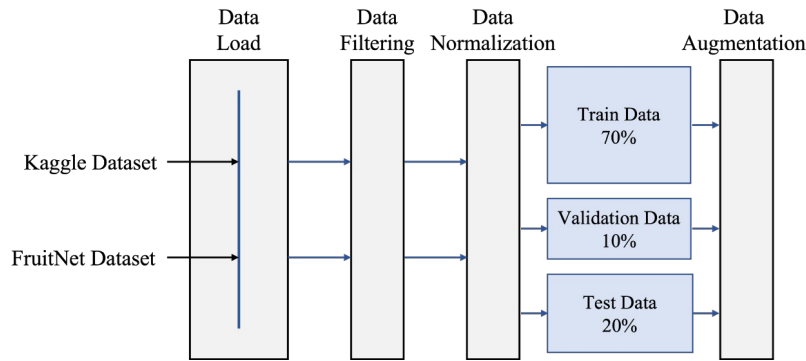 Data
Load
Data
Filtering
Data
Normalization
Data
Augmentation
Kaggle Dataset
FruitNet Dataset
Train Data
70%
Validation Data
10%
Test Data
20%